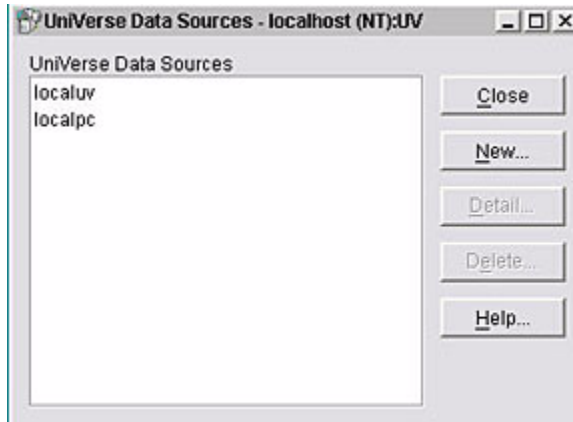 UniVerse Data Sources - localhost (NT):UV
UniVerse Data Sources
localuv
localpc
Close
New...
Detail...
Delete...
Help...